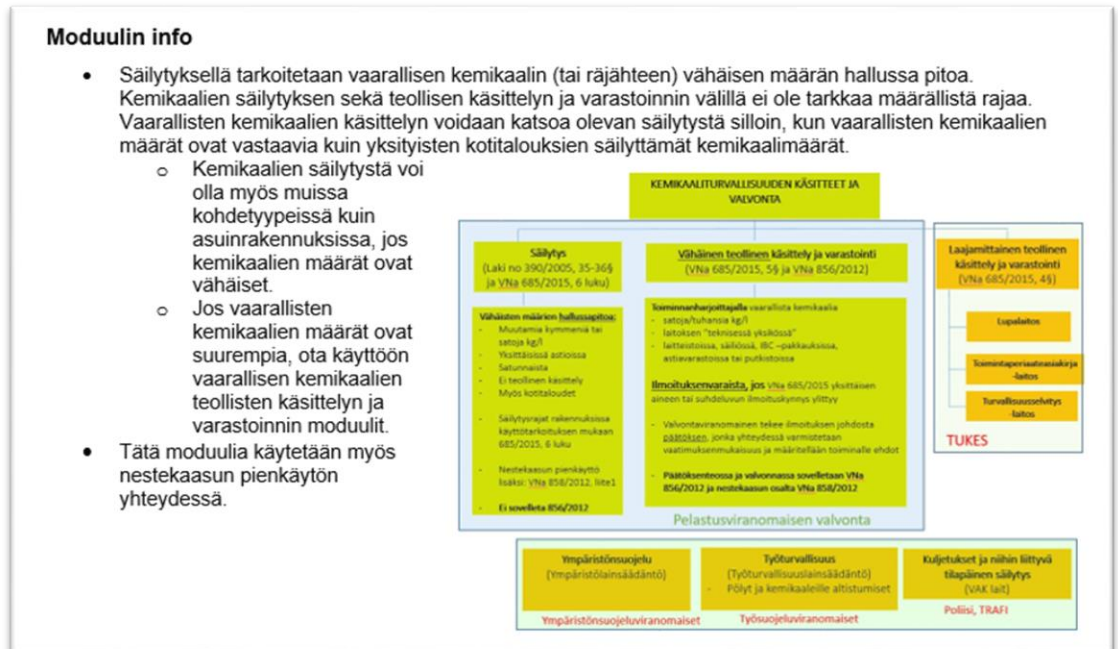 Moduulin info
• Säilytyksellä tarkoitetaan vaarallisen kemikaalin (tai räjähteen) vähäisen määrän hallussa pitoa.
Kemikaalien säilytyksen sekä teollisen käsittelyn ja varastoinnin välillä ei ole tarkkaa määrällistä rajaa.
Vaarallisten kemikaalien käsittelyn voidaan katsoa olevan säilytystä silloin, kun vaarallisten kemikaalien
määrät ovat vastaavia kuin yksityisten kotitalouksien säilyttämät kemikaalimäärät.
o Kemikaalien säilytystä voi
olla myös muissa
kohdetyypeissä kuin
asuinrakennuksissa, jos
kemikaalien määrät ovat
vähäiset.
o Jos vaarallisten
kemikaalien määrät ovat
suurempia, ota käyttöön
vaarallisen kemikaalien
teollisten käsittelyn ja
varastoinnin moduulit.
• Tätä moduulia käytetään myös
nestekaasun pienkäytön
yhteydessä.
KEMIKAALITURVALLISUUDEN KÄSITTEET JA
VALVONTA
Säilytys
(Laki no 390/2005, 35-36§
ja VNa 685/2015, 6 luku)
Vähäisten määrien hallussapitoa:
- Muutamia kymmeniä tai
satoja kg/l
- Yksittäisissä astioissa
- Satunnaista
- Ei teollinen käsittely
- Myös kotitaloudet
- Säilytysrajat rakennuksissa
käyttötarkoituksen mukaan
685/2015, 6 luku
- Nestekaasun pienkäyttö
lisäksi: VNa 858/2012, liite1
- Ei sovelleta 856/2012
Vähäinen teollinen käsittely ja varastointi
(VNa 685/2015, 5§ ja VNa 856/2012)
Toiminnanharjoittajalla vaarallista kemikaalia
- satoja/tuhansia kg/l
- laitoksen "teknisessä yksikössä"
- laitteistoissa, säiliöissä, IBC –pakkauksissa,
astiavarastoissa tai putkistoissa
Ilmoituksenvaraista, jos VNa 685/2015 yksittäisen
aineen tai suhdeluvun ilmoituskynnys ylittyy
- Valvontaviranomainen tekee ilmoituksen johdosta
päätöksen, jonka yhteydessä varmistetaan
vaatimuksenmukaisuus ja määritellään toiminalle ehdot
- Päätöksenteossa ja valvonnassa sovelletaan VNa
856/2012 ja nestekaasun osalta VNa 858/2012
Pelastusviranomaisen valvonta
Laajamittainen teollinen
käsittely ja varastointi
(VNa 685/2015, 4§)
Lupalaitos
Toimintaperiaateasiakirja
-laitos
Turvallisuusselvitys
-laitos
TUKES
Ympäristönsuojelu
(Ympäristölainsäädäntö)
Ympäristönsuojeluviranomaiset
Työturvallisuus
(Työturvallisuuslainsäädäntö)
- Pölyt ja kemikaaleille altistumiset
Työsuojeluviranomaiset
Kuljetukset ja niihin liittyvä
tilapäinen säilytys
(VAK lait)
Poliisi, TRAFI